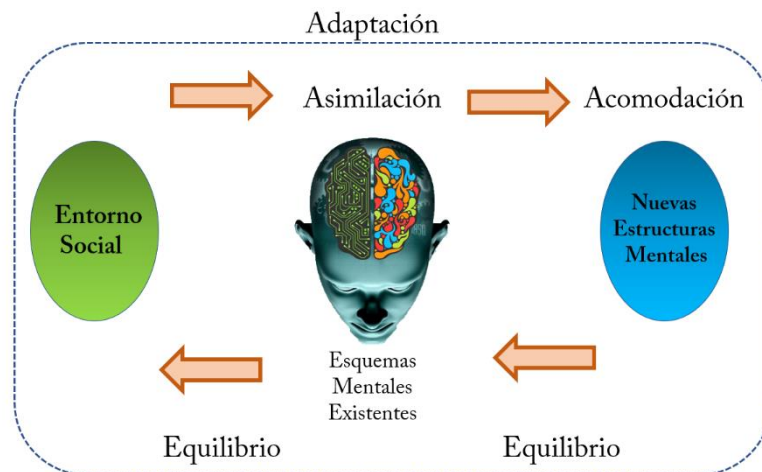 Adaptación
Asimilación
Acomodación
Entorno
Social
Nuevas
Estructuras
Mentales
Esquemas
Mentales
Existentes
Equilibrio
Equilibrio